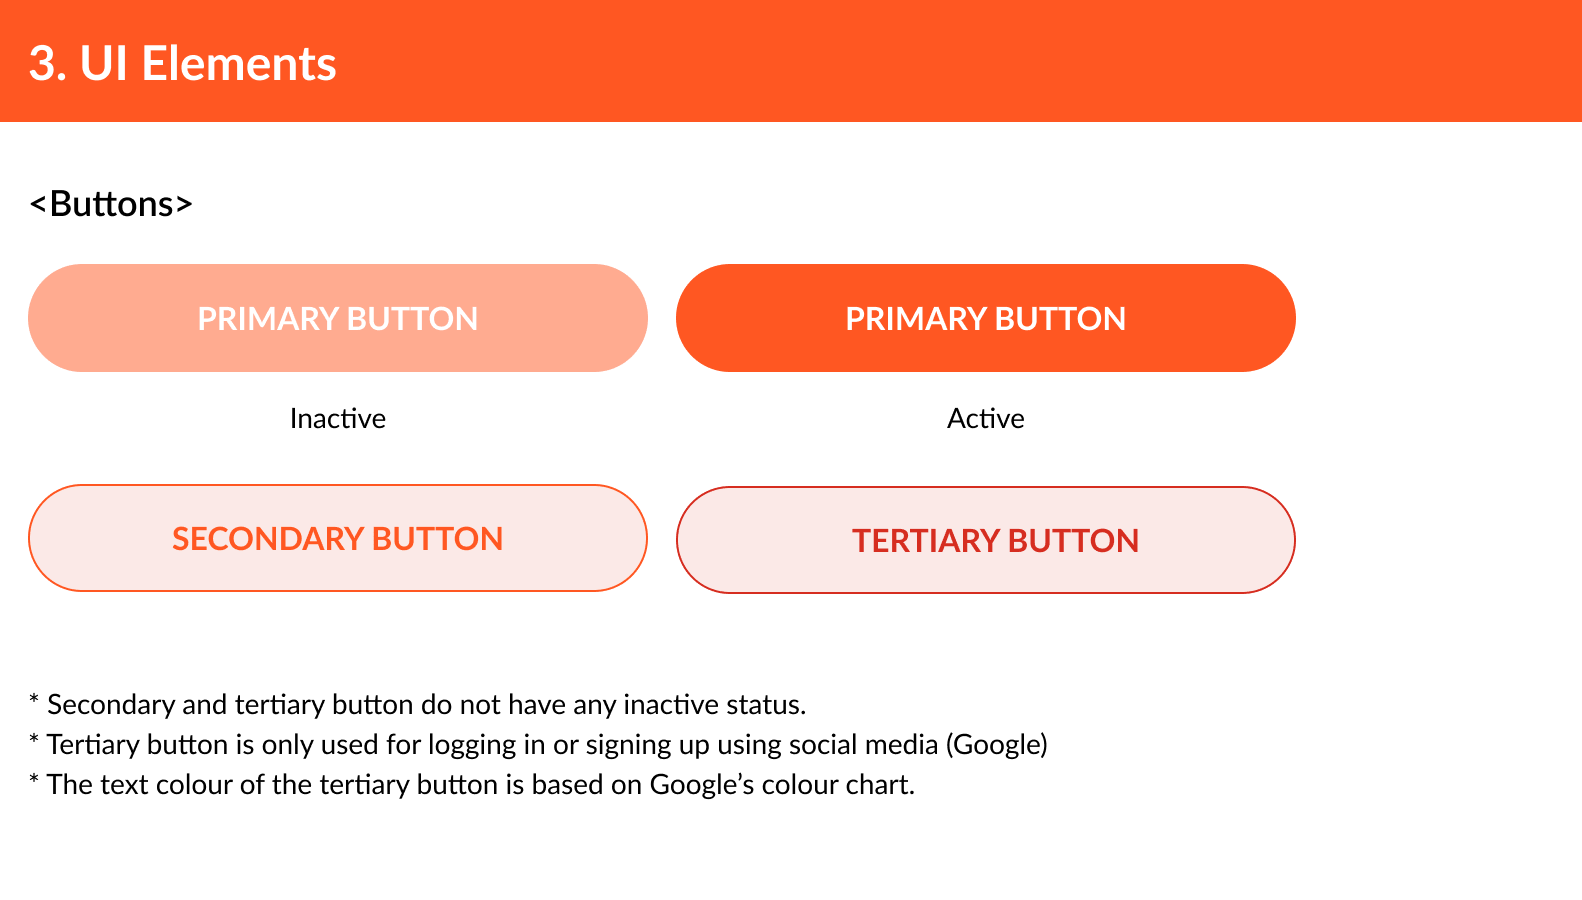 3. UI Elements
<Buttons>
PRIMARY BUTTON
PRIMARY BUTTON
Inactive
Active
SECONDARY BUTTON
TERTIARY BUTTON
* Secondary and tertiary button do not have any inactive status.
* Tertiary button is only used for logging in or signing up using social media (Google)
* The text colour of the tertiary button is based on Google’s colour chart.